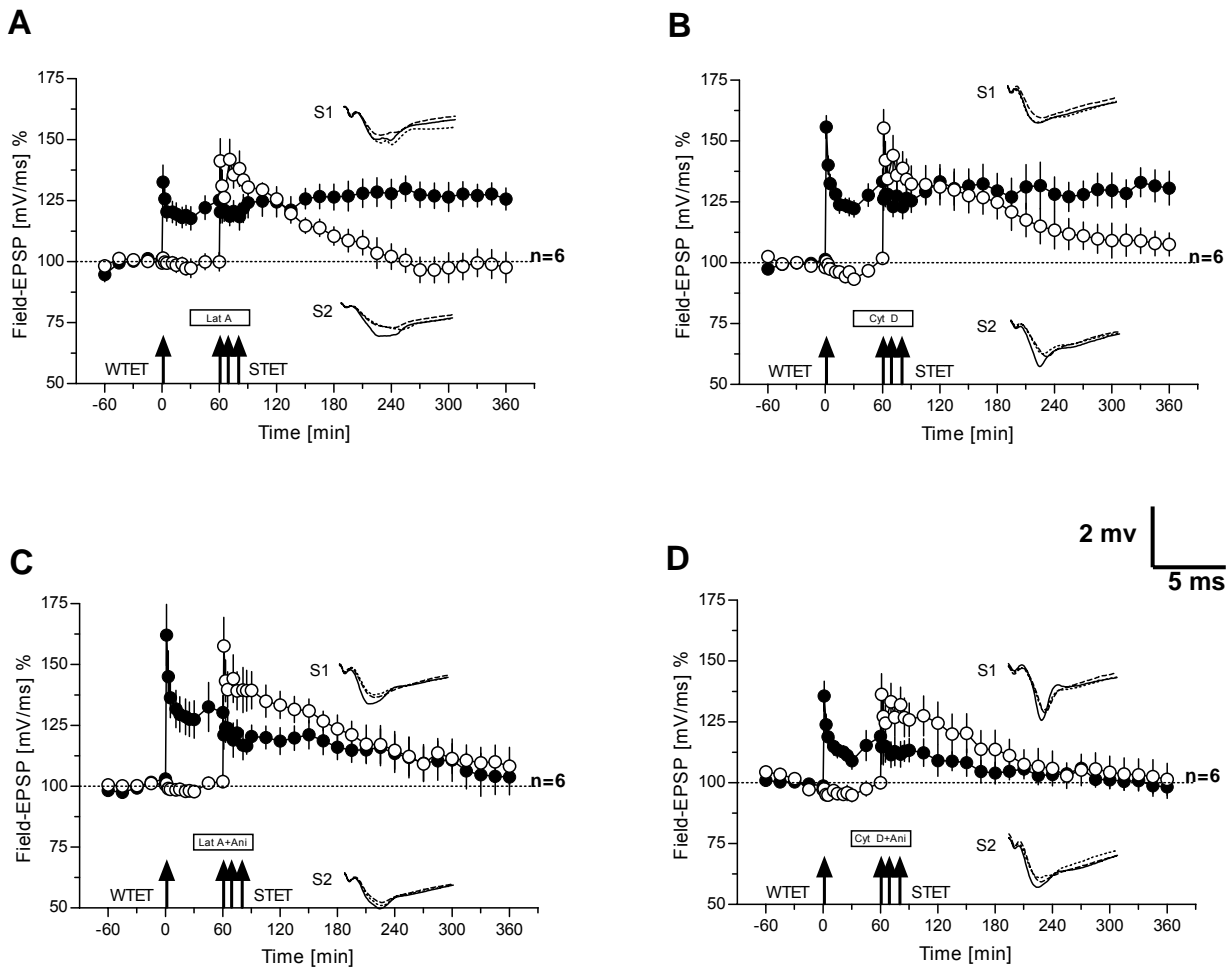 A
175
150
125
100
75
50
Field-EPSP [mV/ms] %
S1
S2
n=6
Lat A
WTET
STET
-60 0 60 120 180 240 300 360
Time [min]
B
175
150
125
100
75
50
Field-EPSP [mV/ms] %
S1
S2
n=6
Cyt D
WTET
STET
-60 0 60 120 180 240 300 360
Time [min]
2 mv
5 ms
C
175
150
125
100
75
50
Field-EPSP [mV/ms] %
S1
S2
n=6
Lat A+Ani
WTET
STET
-60 0 60 120 180 240 300 360
Time [min]
D
175
150
125
100
75
50
Field-EPSP [mV/ms] %
S1
S2
n=6
Cyt D+Ani
WTET
STET
-60 0 60 120 180 240 300 360
Time [min]